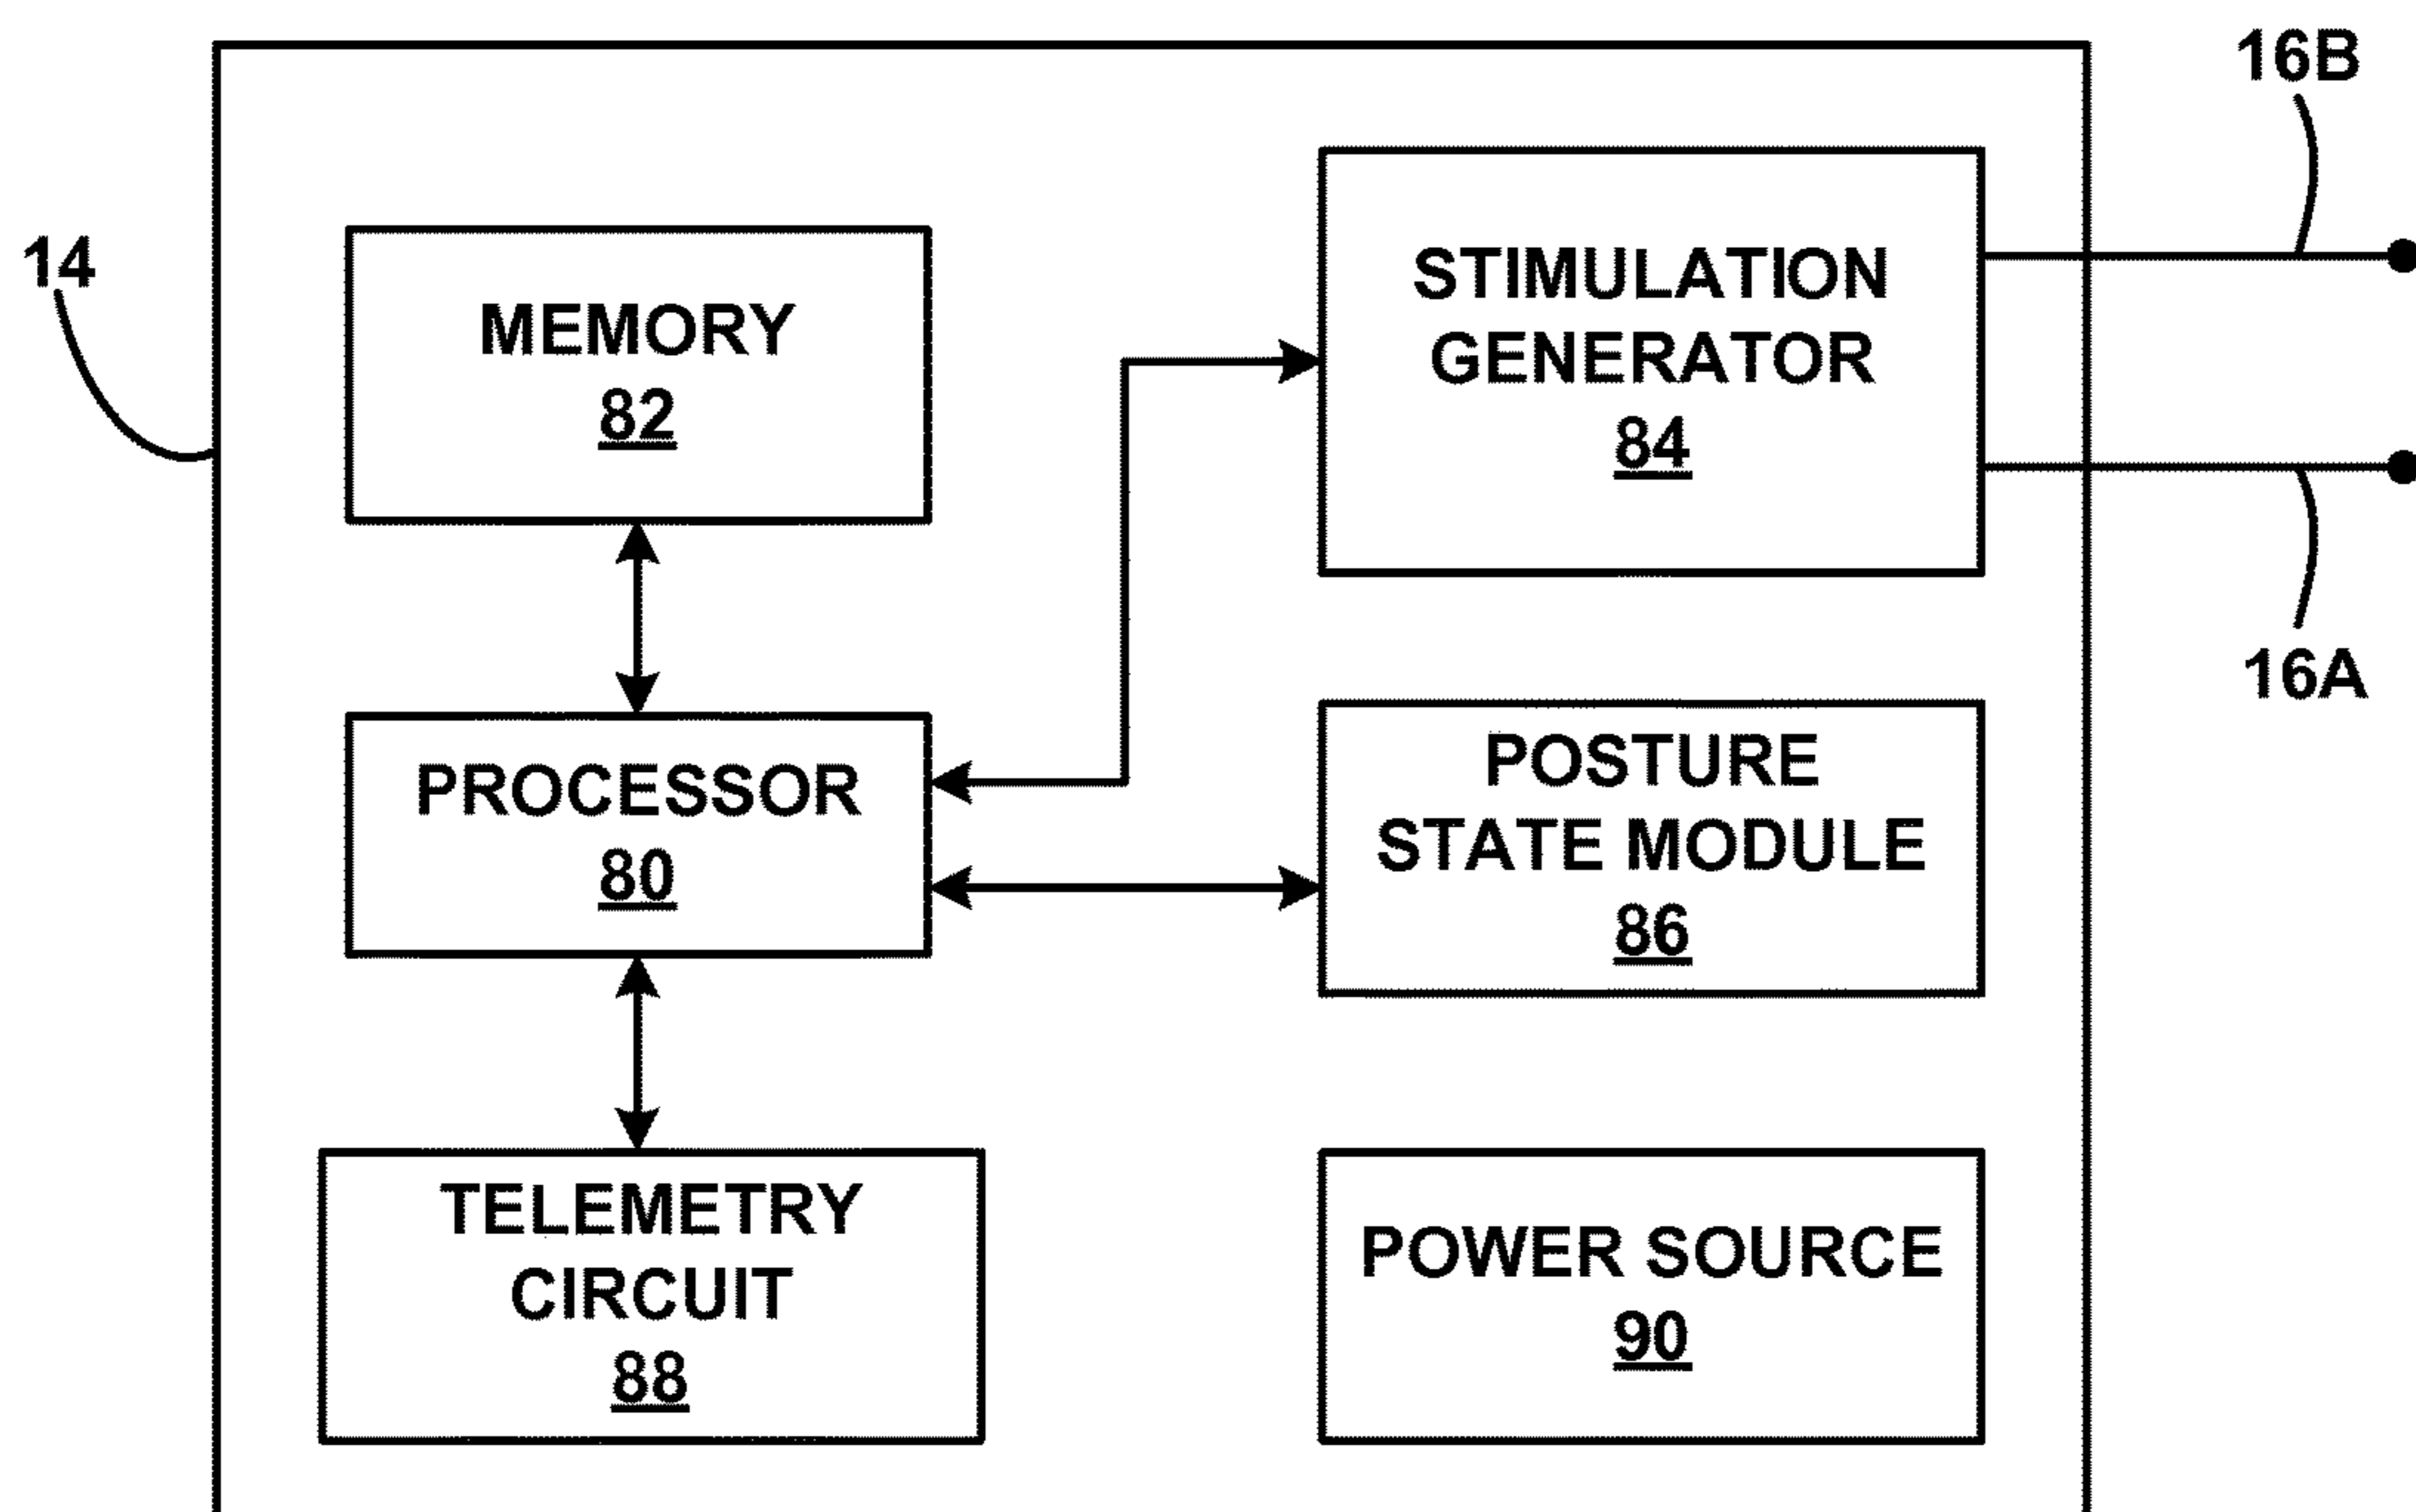 16B
14
MEMORY
82
STIMULATION
GENERATOR
84
16A
PROCESSOR
80
POSTURE
STATE MODULE
86
TELEMETRY
CIRCUIT
88
POWER SOURCE
90